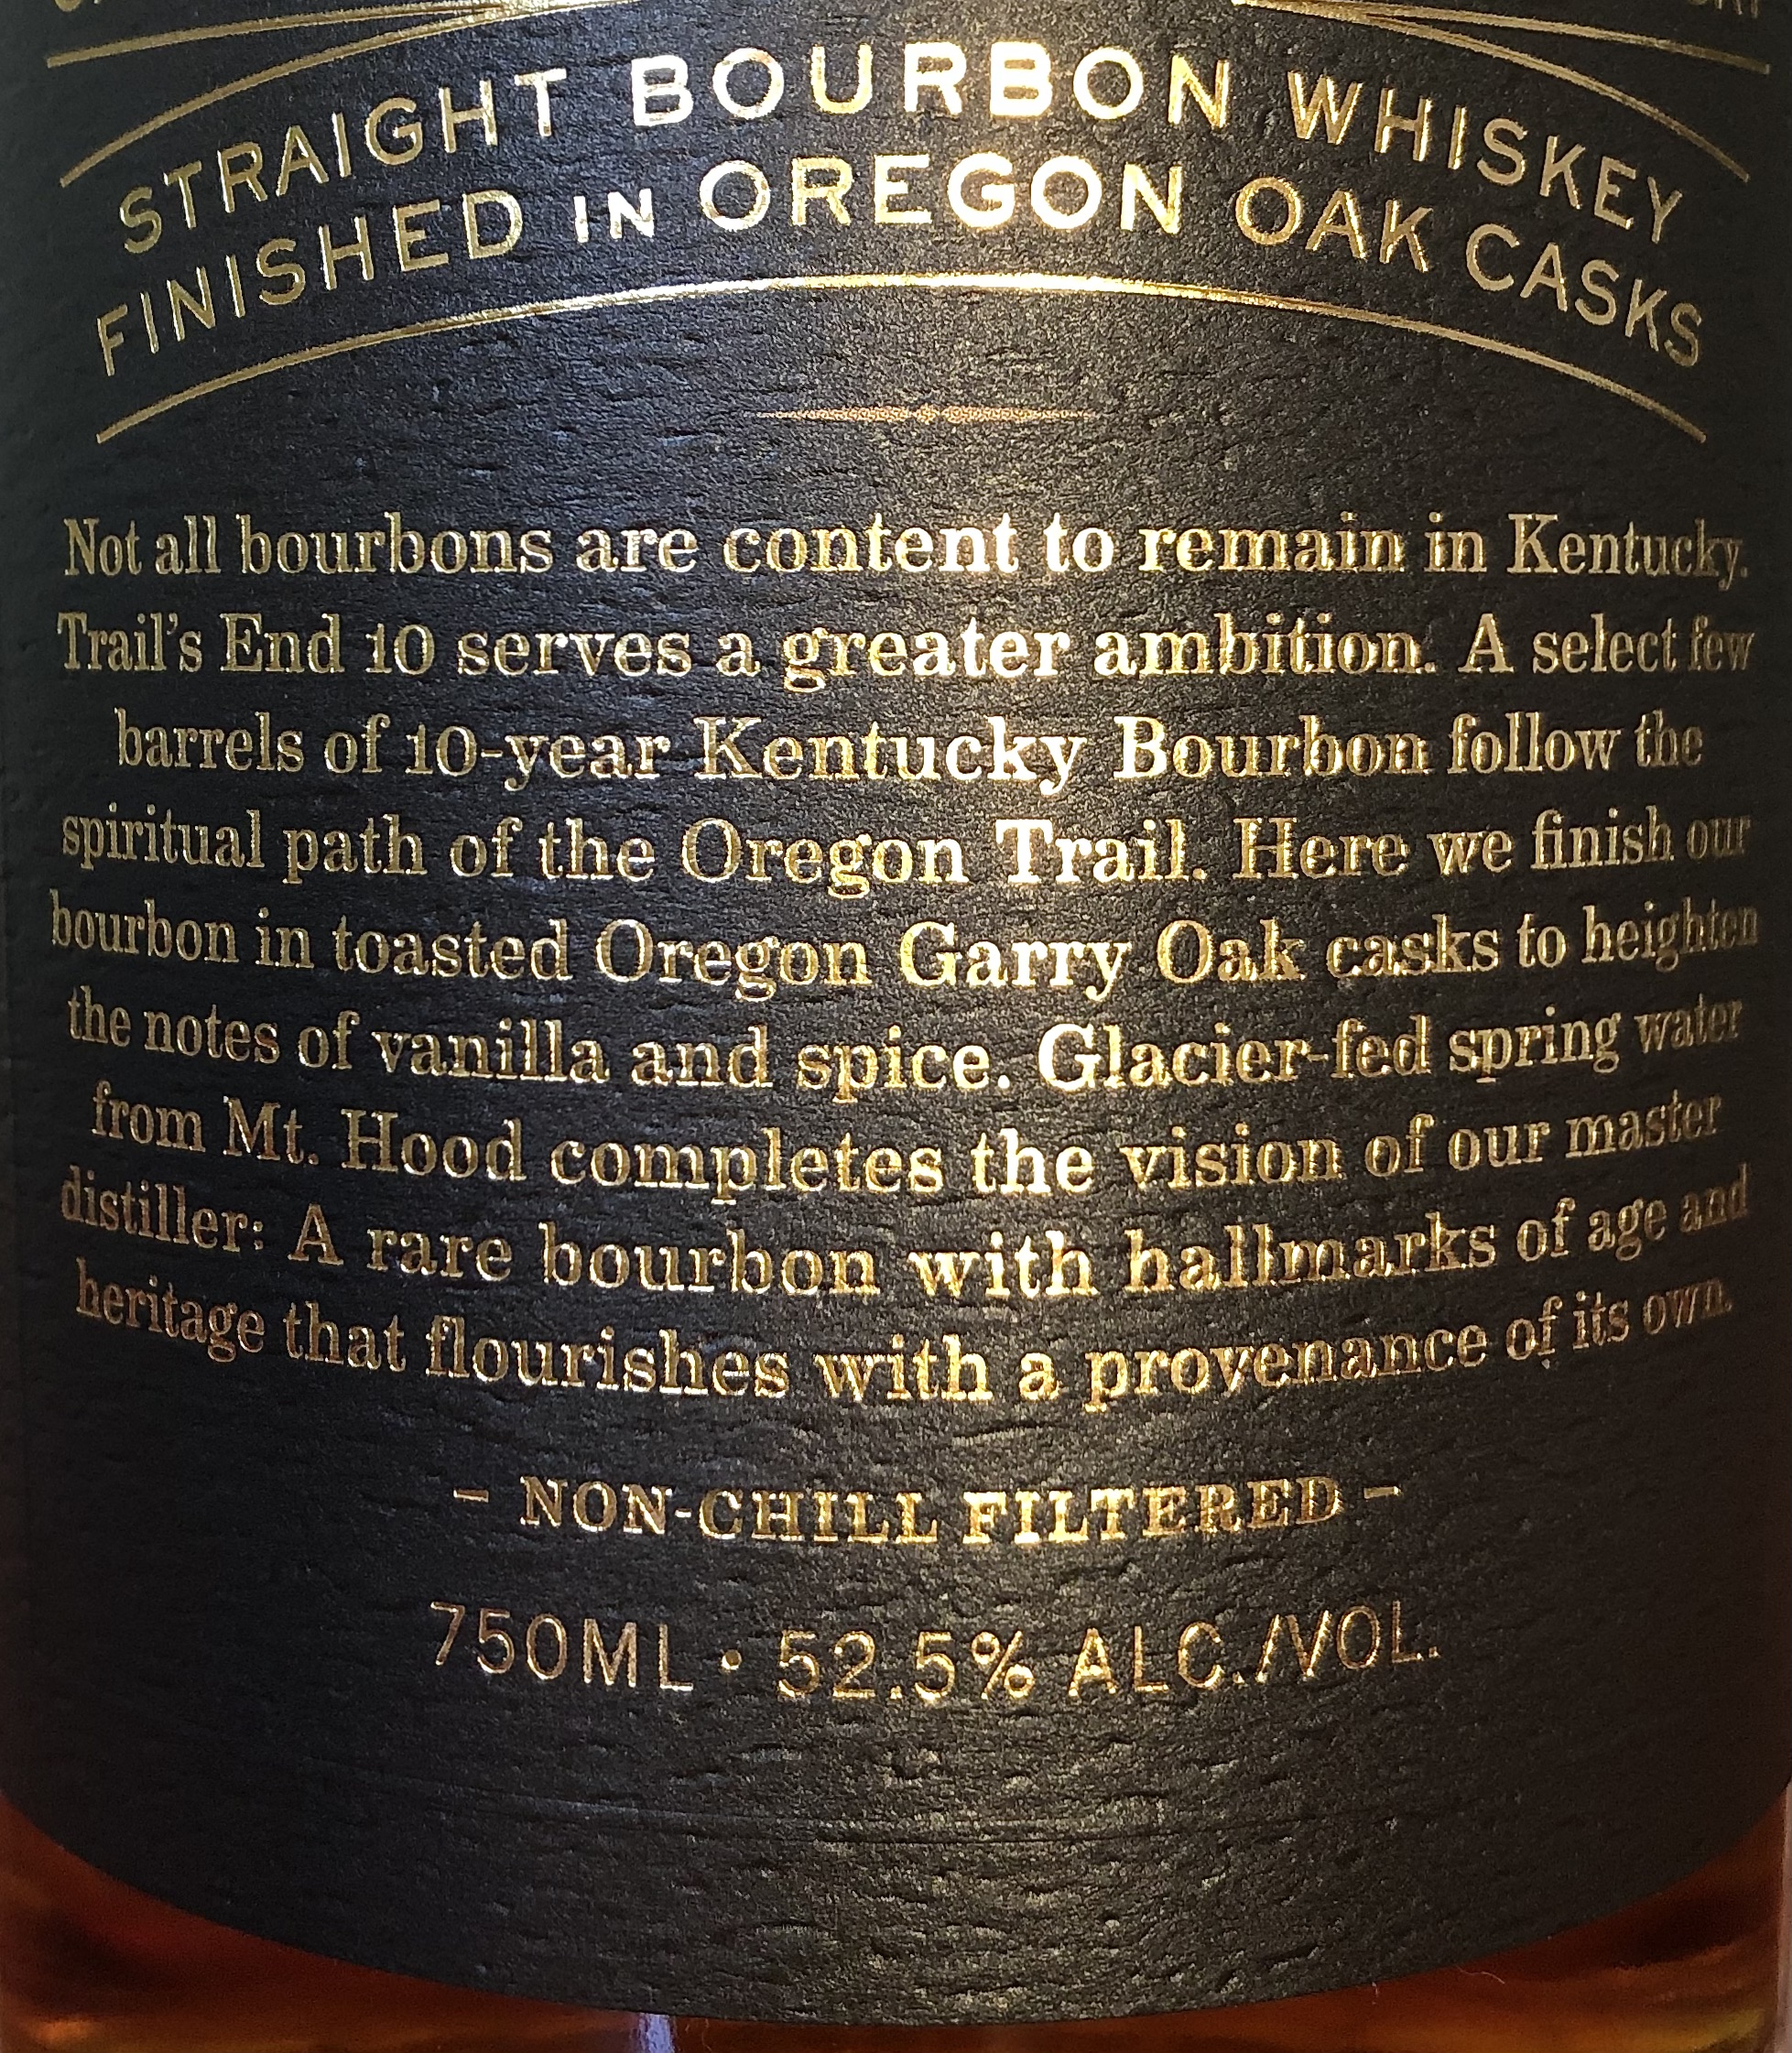 STRAIGHT BOURBON WHISKEY
FINISHED IN OREGON OAK CASKS
Not all bourbons are content to remain in Kentucky.
Trail's End 10 serves a greater ambition. A select few
barrels of 10-year Kentucky Bourbon follow the
spiritual path of the Oregon Trail. Here we finish our
bourbon in toasted Oregon Garry Oak casks to heighten
the notes of vanilla and spice. Glacier-fed spring water
from Mt. Hood completes the vision of our master
distiller: A rare bourbon with hallmarks of age and
heritage that flourishes with a provenance of its own.
– NON-CHILL FILTERED –
750ML • 52.5% ALC./VOL.